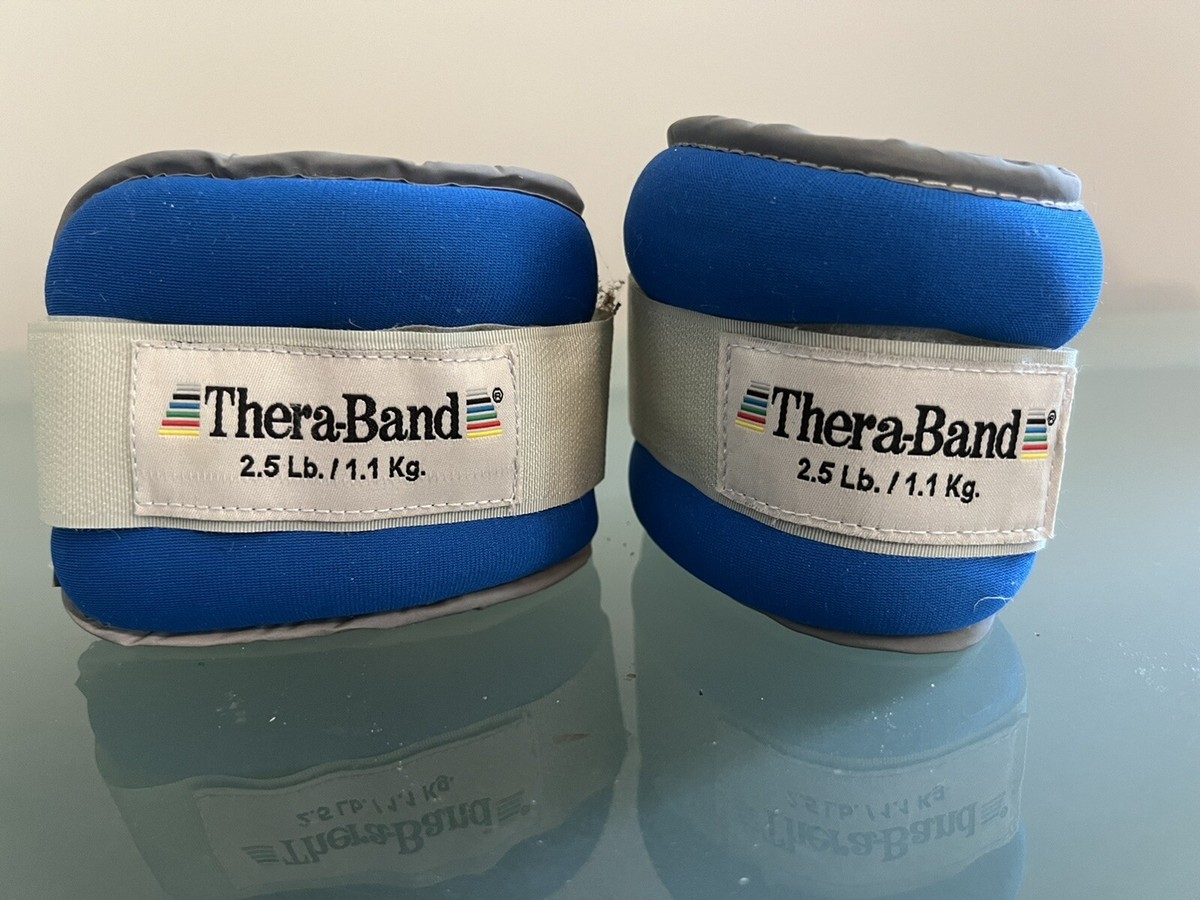 Thera-Band®
2.5 Lb. / 1.1 Kg.
Thera-Band®
2.5 Lb. / 1.1 Kg.